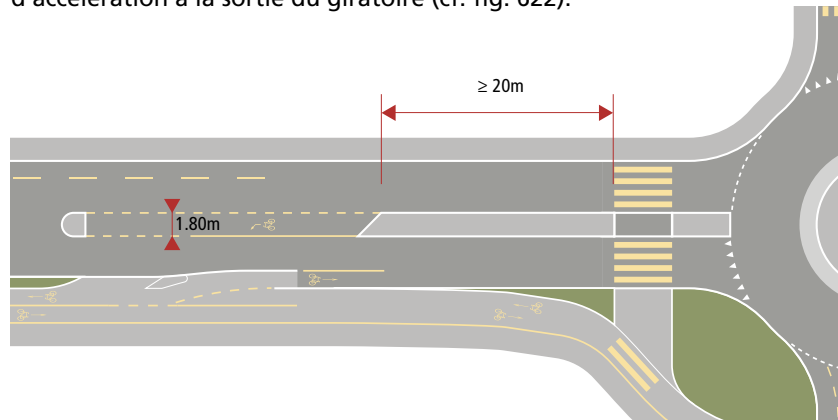 d'accélération à la sortie du giratoire (cf. fig. 622).
≥ 20m
1.80m